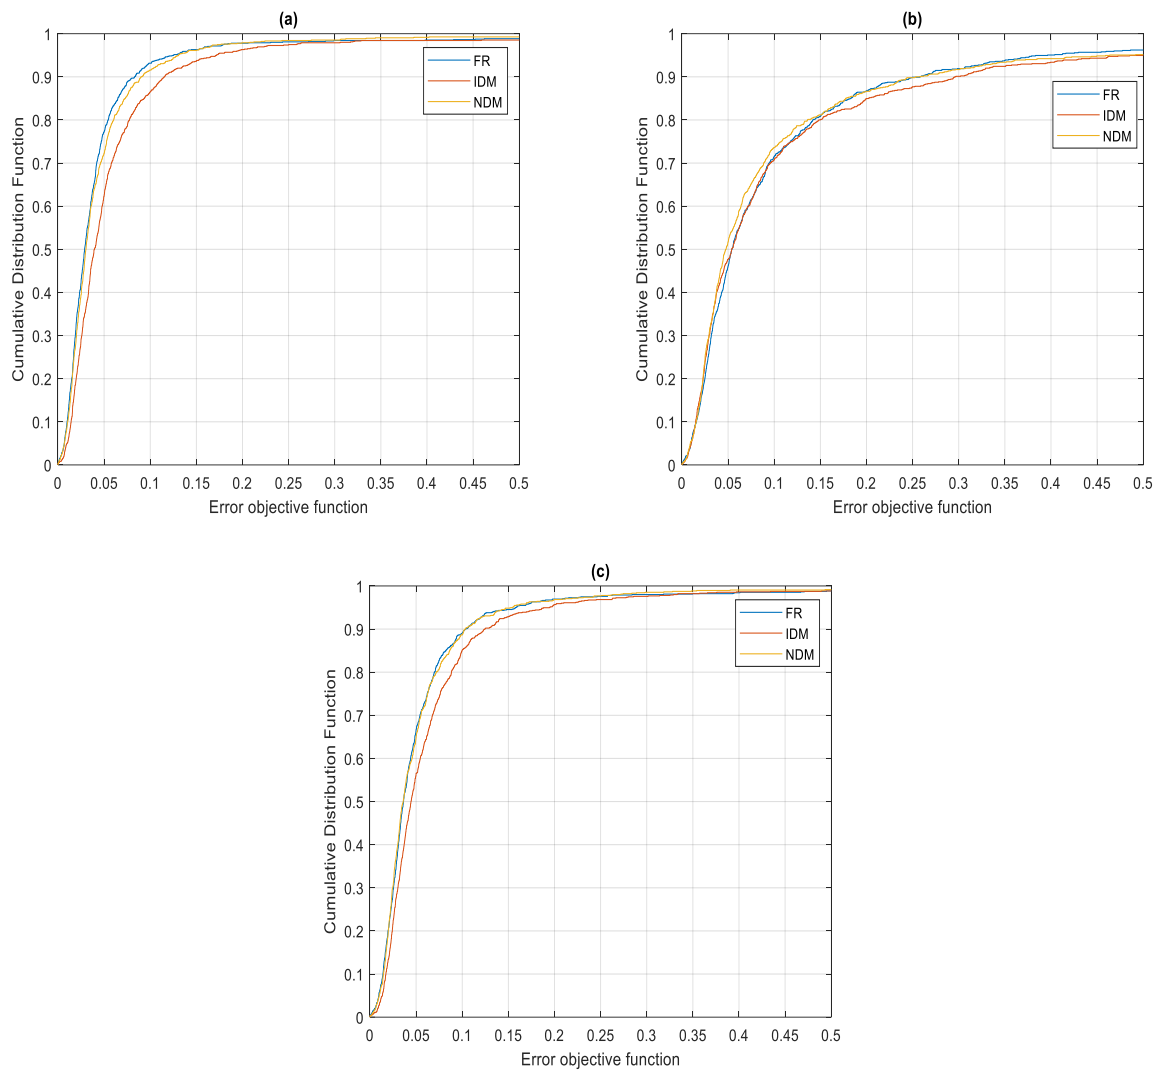 (a)
1
0.9
0.8
0.7
0.6
0.5
0.4
0.3
0.2
0.1
0
Cumulative Distribution Function
0 0.05 0.1 0.15 0.2 0.25 0.3 0.35 0.4 0.45 0.5
Error objective function
FR
IDM
NDM
(b)
1
0.9
0.8
0.7
0.6
0.5
0.4
0.3
0.2
0.1
0
Cumulative Distribution Function
0 0.05 0.1 0.15 0.2 0.25 0.3 0.35 0.4 0.45 0.5
Error objective function
FR
IDM
NDM
(c)
1
0.9
0.8
0.7
0.6
0.5
0.4
0.3
0.2
0.1
0
Cumulative Distribution Function
0 0.05 0.1 0.15 0.2 0.25 0.3 0.35 0.4 0.45 0.5
Error objective function
FR
IDM
NDM